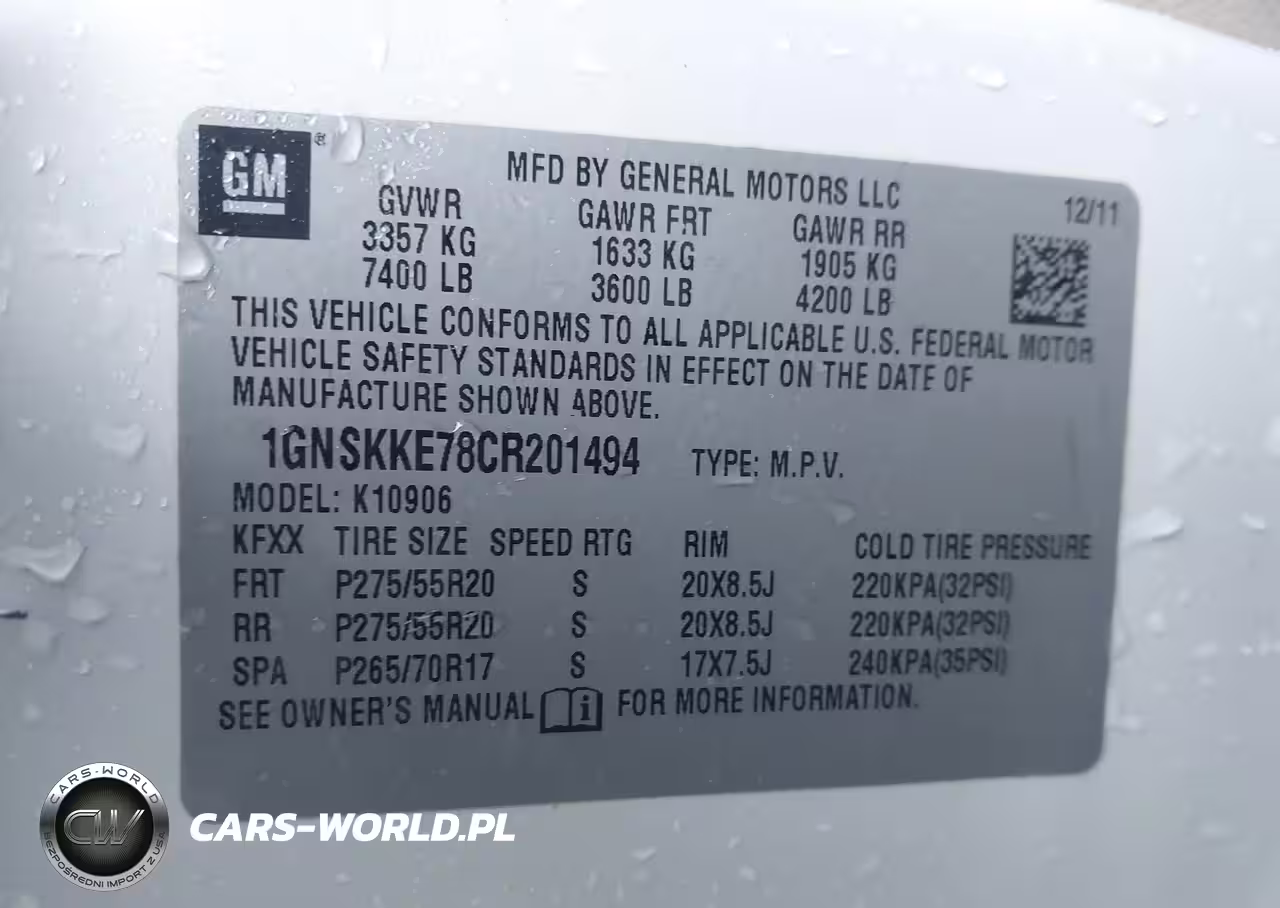 GM ®
MFD BY GENERAL MOTORS LLC
12/11
GVWR GAWR FRT GAWR RR
3357 KG 1633 KG 1905 KG
7400 LB 3600 LB 4200 LB
THIS VEHICLE CONFORMS TO ALL APPLICABLE U.S. FEDERAL MOTOR
VEHICLE SAFETY STANDARDS IN EFFECT ON THE DATE OF
MANUFACTURE SHOWN ABOVE.
1GNSKKE78CR201494 TYPE: M.P.V.
MODEL: K10906
KFXX TIRE SIZE SPEED RTG RIM COLD TIRE PRESSURE
FRT P275/55R20 S 20X8.5J 220KPA(32PSI)
RR P275/55R20 S 20X8.5J 220KPA(32PSI)
SPA P265/70R17 S 17X7.5J 240KPA(35PSI)
SEE OWNER'S MANUAL i FOR MORE INFORMATION.
CARS-WORLD
CW
BEZPOŚREDNI IMPORT Z USA
CARS-WORLD.PL